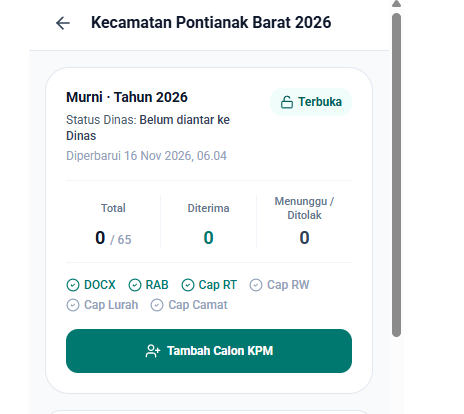 Kecamatan Pontianak Barat 2026
Murni · Tahun 2026
Terbuka
Status Dinas: Belum diantar ke
Dinas
Diperbarui 16 Nov 2026, 06.04
Total
Diterima
Menunggu /
Ditolak
0 / 65
0
0
DOCX RAB Cap RT Cap RW
Cap Lurah Cap Camat
Tambah Calon KPM